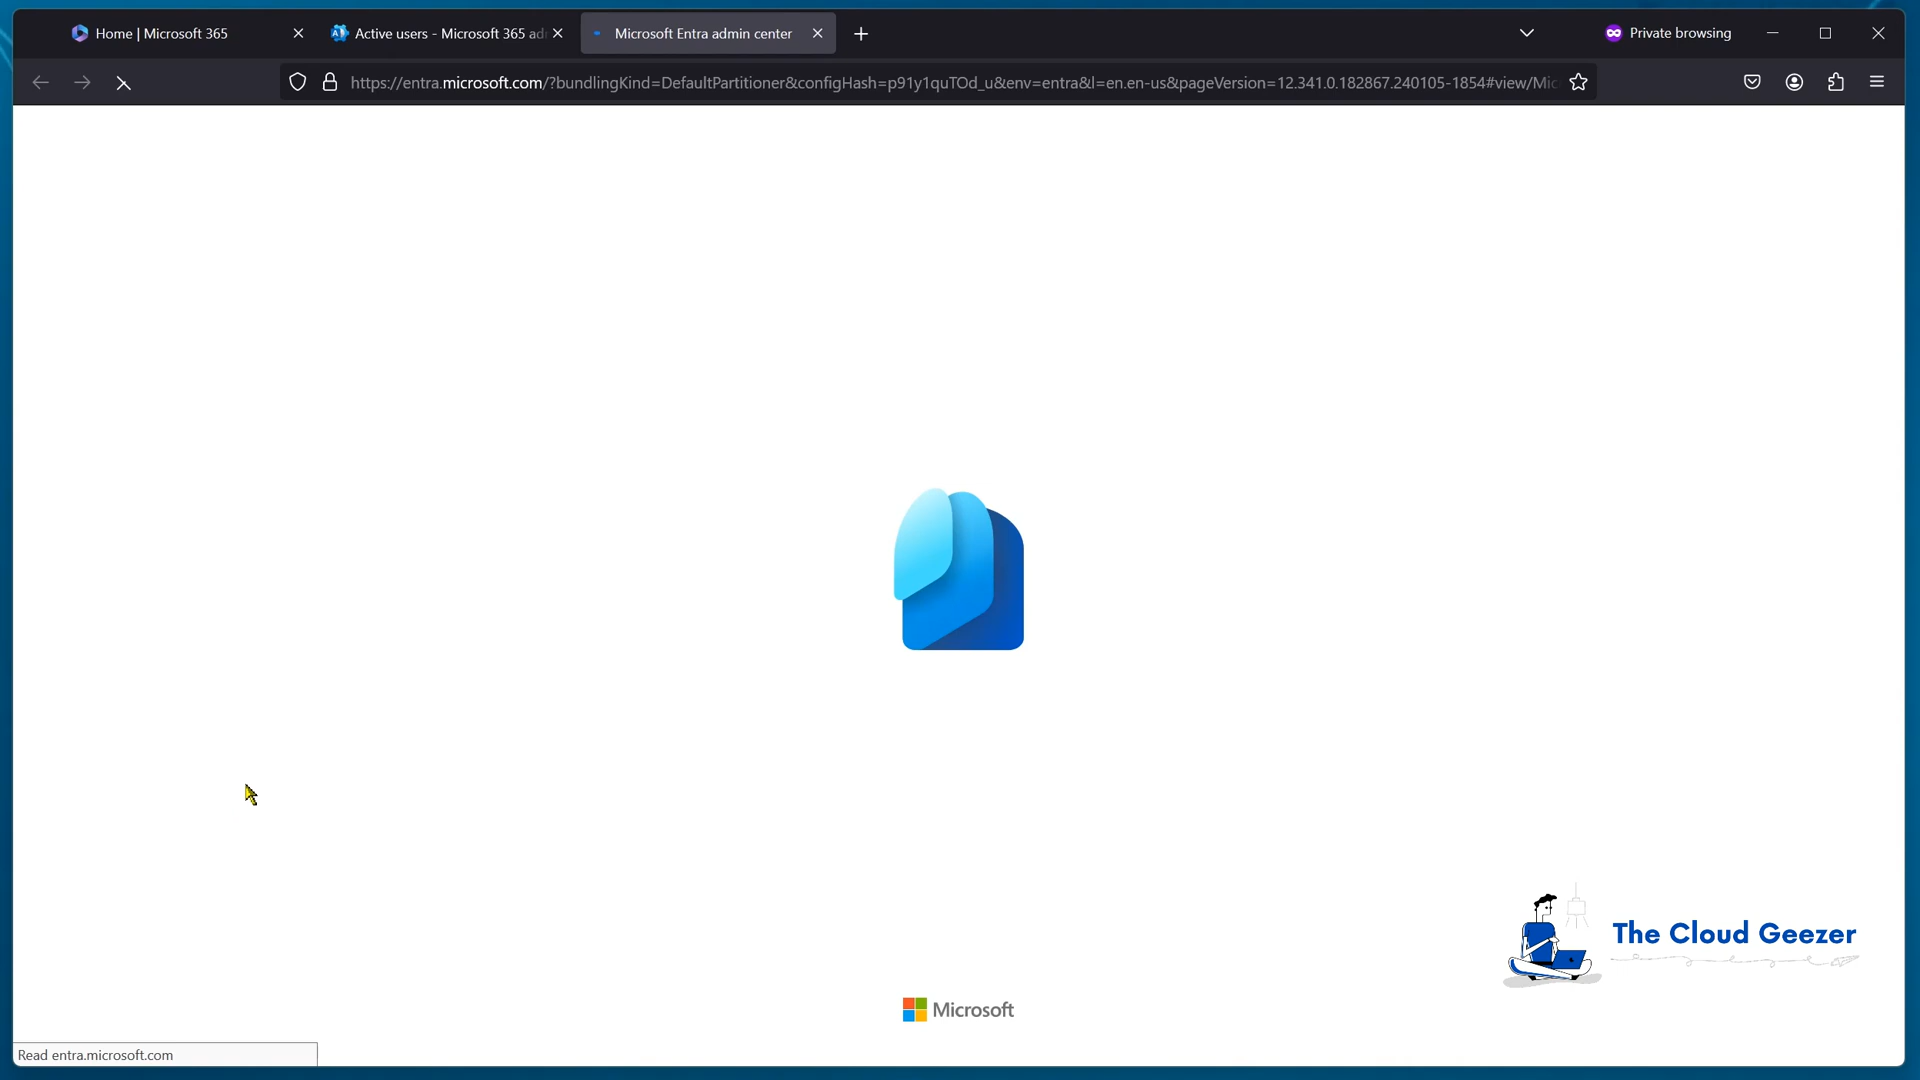 Home | Microsoft 365
Active users - Microsoft 365 ad
Microsoft Entra admin center
Private browsing
https://entra.microsoft.com/?bundlingKind=DefaultPartitioner&configHash=p91y1quTOd_u&env=entra&l=en.en-us&pageVersion=12.341.0.182867.240105-1854#view/Mic
The Cloud Geezer
Microsoft
Read entra.microsoft.com